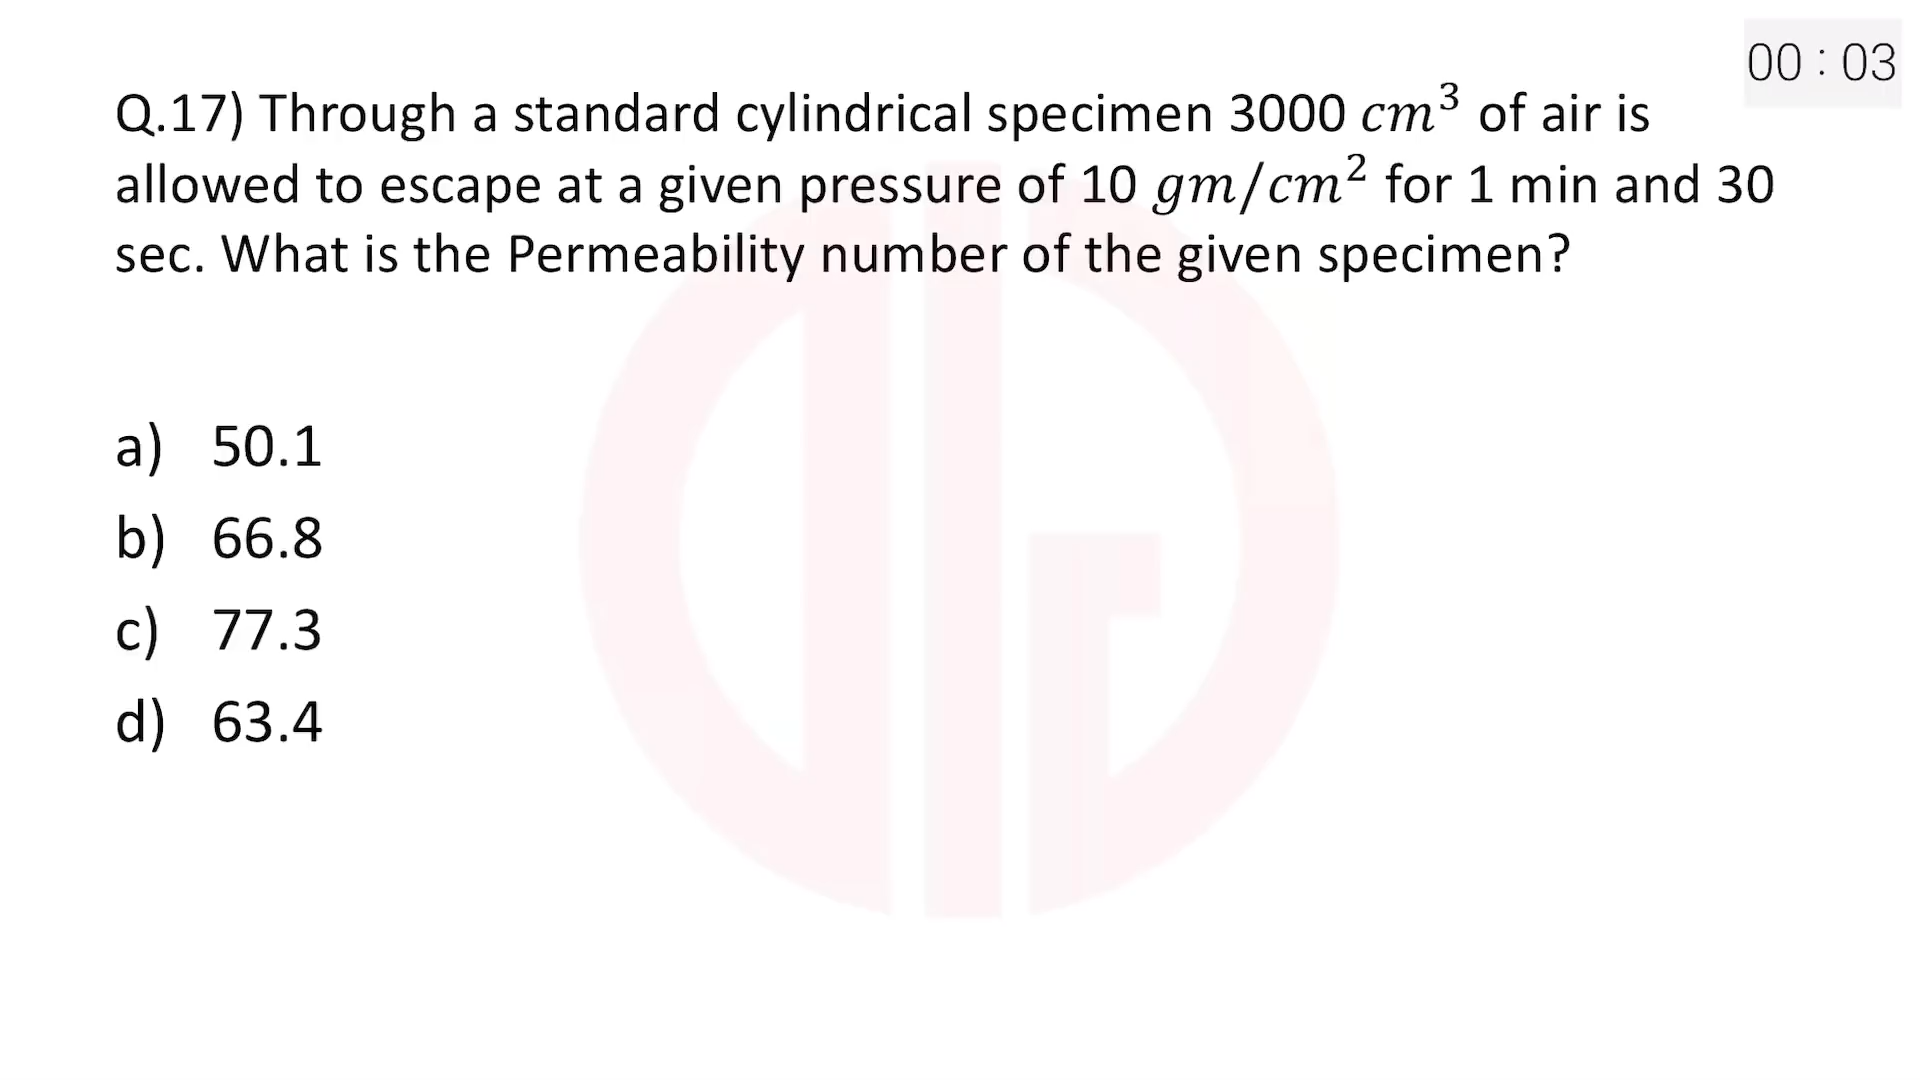 00 : 03
Q.17) Through a standard cylindrical specimen 3000 cm³ of air is
allowed to escape at a given pressure of 10 gm/cm² for 1 min and 30
sec. What is the Permeability number of the given specimen?
a) 50.1
b) 66.8
c) 77.3
d) 63.4